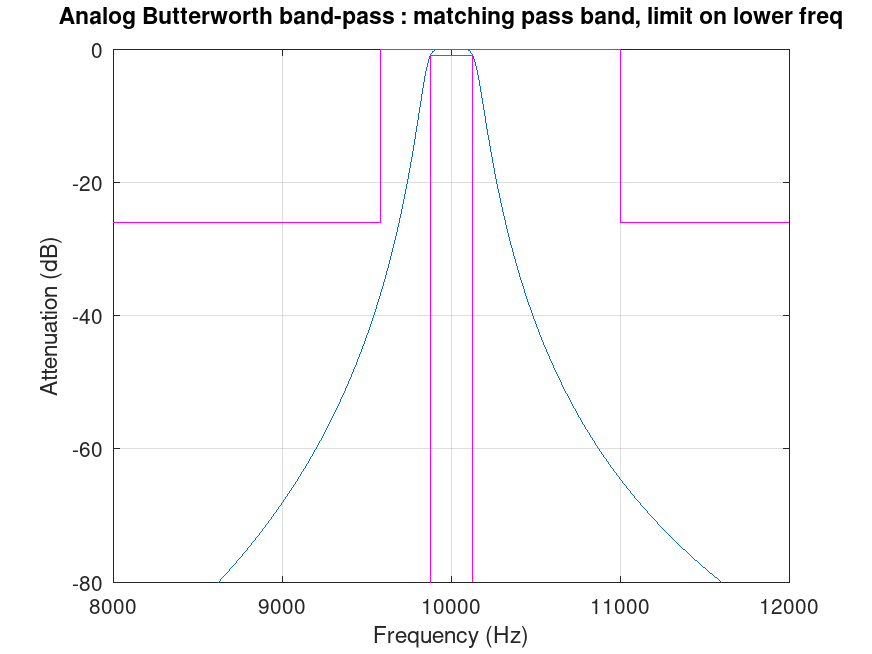 Analog Butterworth band-pass : matching pass band, limit on lower freq
0
-20
-40
-60
-80
8000 9000 10000 11000 12000
Attenuation (dB)
Frequency (Hz)